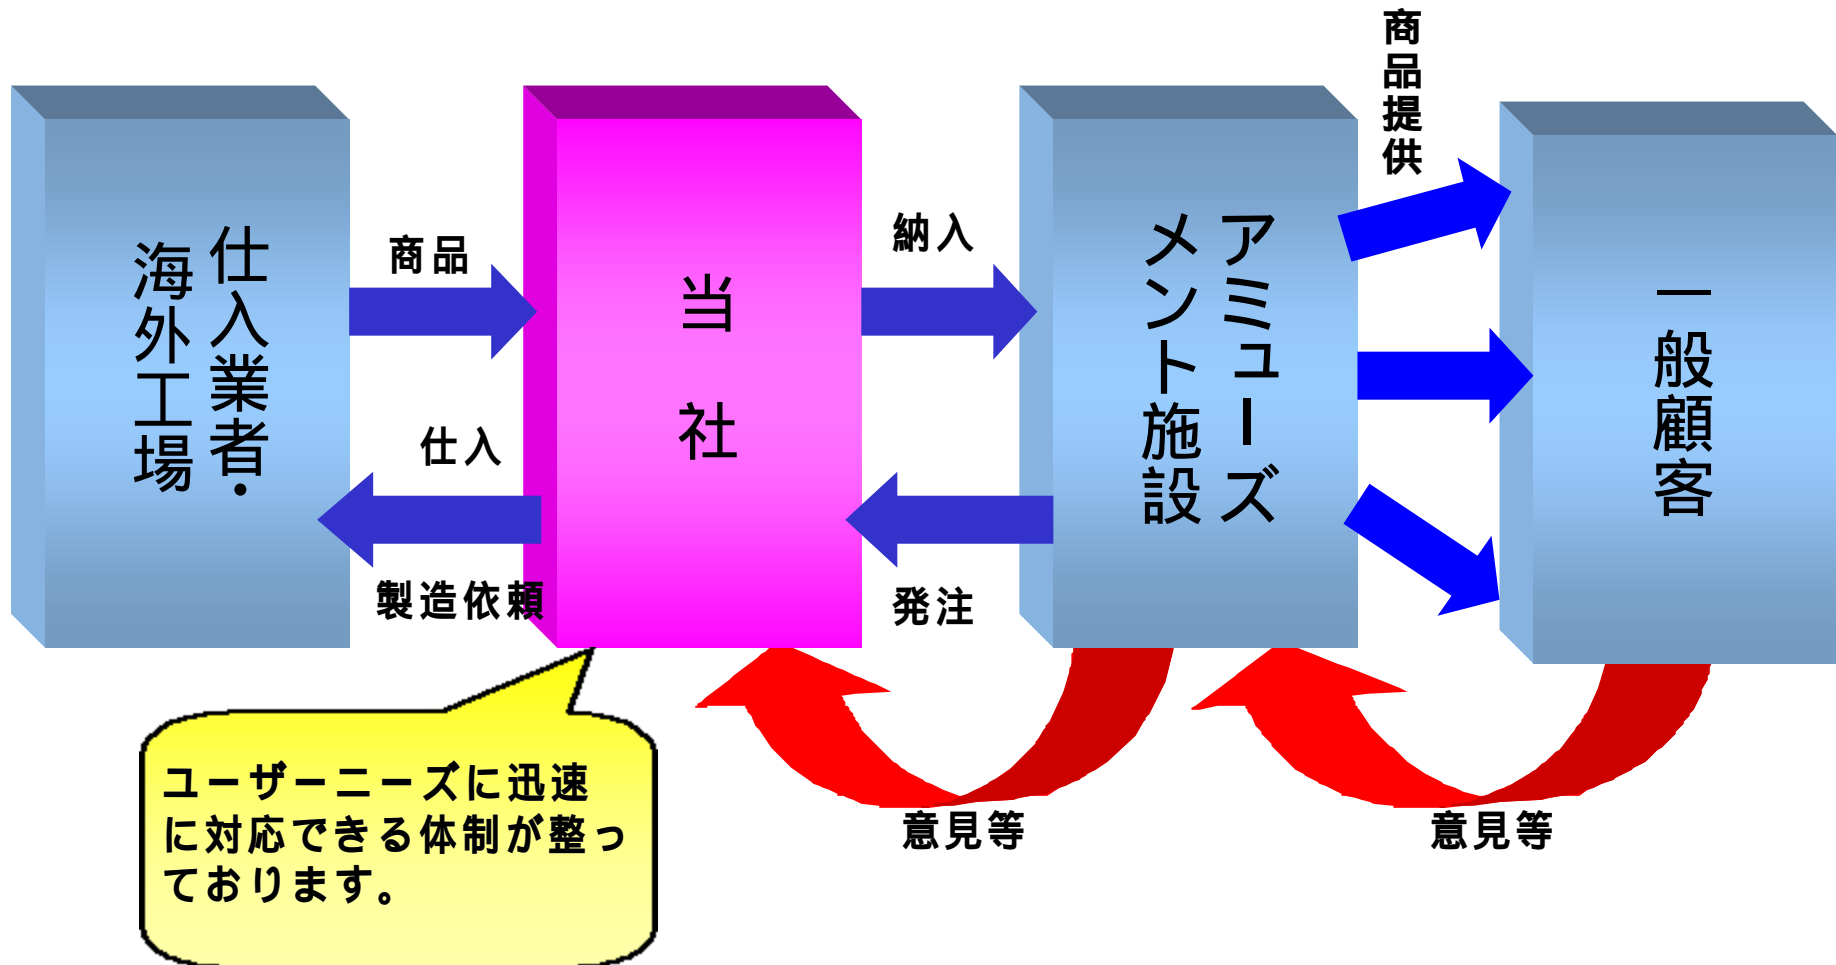 仕入業者・
海外工場
商品
仕入
製造依頼
当社
納入
発注
アミューズ
メント施設
商品提供
一般顧客
意見等
意見等
ユーザーニーズに迅速
に対応できる体制が整っ
ております。